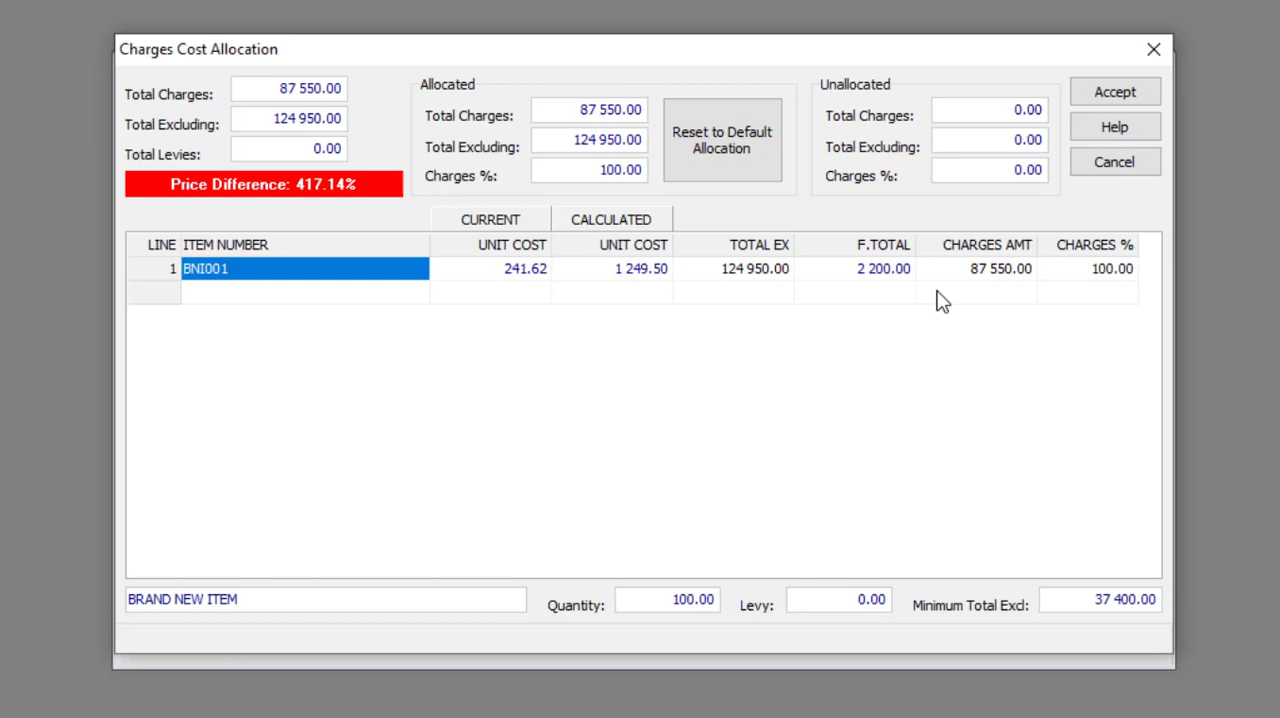 Charges Cost Allocation
Total Charges: 87 550.00
Total Excluding: 124 950.00
Total Levies: 0.00
Price Difference: 417.14%
Allocated
Total Charges: 87 550.00
Total Excluding: 124 950.00
Charges %: 100.00
Reset to Default
Allocation
Unallocated
Total Charges: 0.00
Total Excluding: 0.00
Charges %: 0.00
Accept
Help
Cancel
CURRENT CALCULATED
LINE ITEM NUMBER UNIT COST UNIT COST TOTAL EX F.TOTAL CHARGES AMT CHARGES %
1 BNI001 241.62 1 249.50 124 950.00 2 200.00 87 550.00 100.00
BRAND NEW ITEM Quantity: 100.00 Levy: 0.00 Minimum Total Excl: 37 400.00